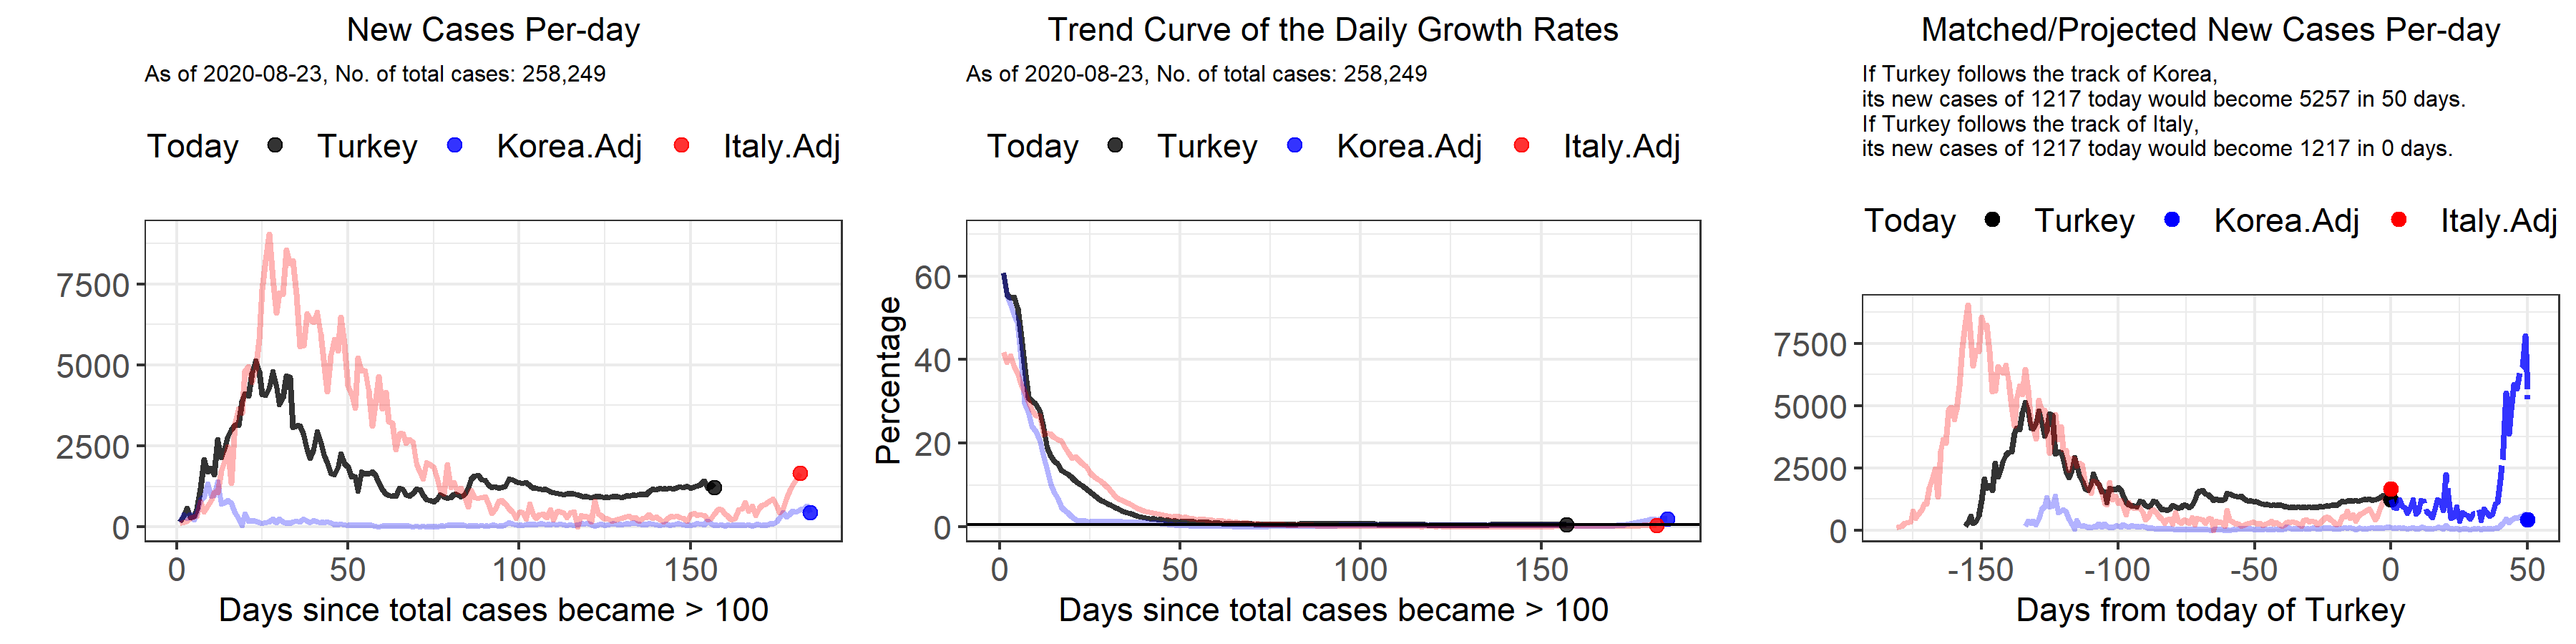 New Cases Per-day
As of 2020-08-23, No. of total cases: 258,249
Today Turkey Korea.Adj Italy.Adj
7500
5000
2500
0
0 50 100 150
Days since total cases became > 100
Trend Curve of the Daily Growth Rates
As of 2020-08-23, No. of total cases: 258,249
Today Turkey Korea.Adj Italy.Adj
Percentage
60
40
20
0
0 50 100 150
Days since total cases became > 100
Matched/Projected New Cases Per-day
If Turkey follows the track of Korea,
its new cases of 1217 today would become 5257 in 50 days.
If Turkey follows the track of Italy,
its new cases of 1217 today would become 1217 in 0 days.
Today Turkey Korea.Adj Italy.Adj
7500
5000
2500
0
-150 -100 -50 0 50
Days from today of Turkey